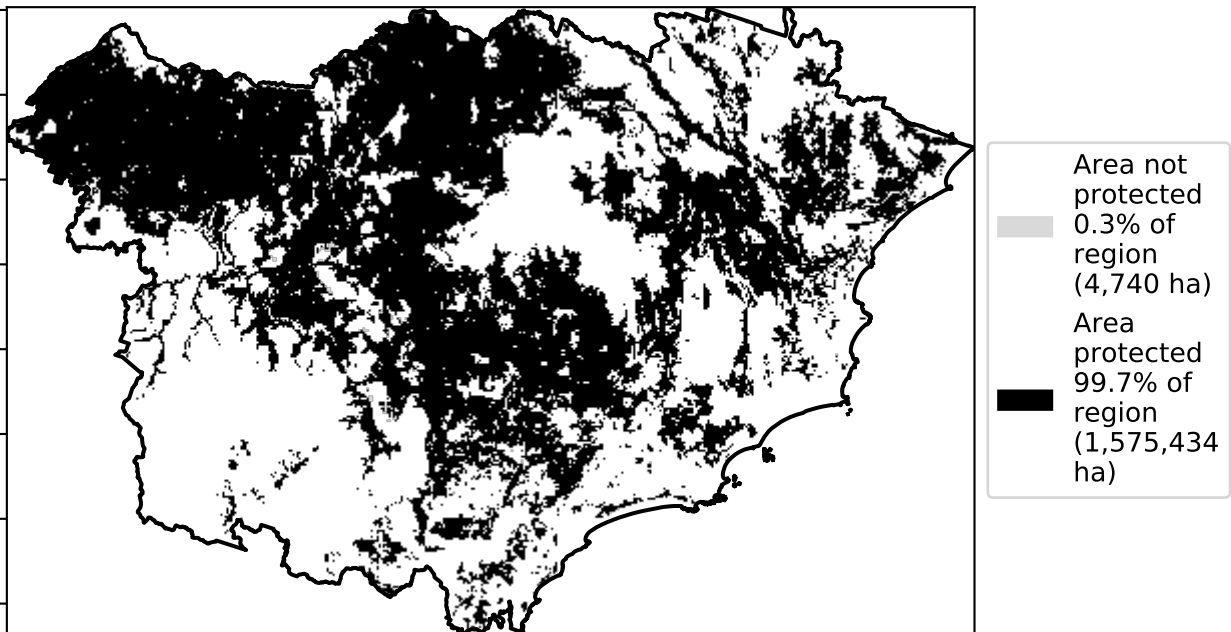 Area not
protected
0.3% of
region
(4,740 ha)
Area
protected
99.7% of
region
(1,575,434
ha)